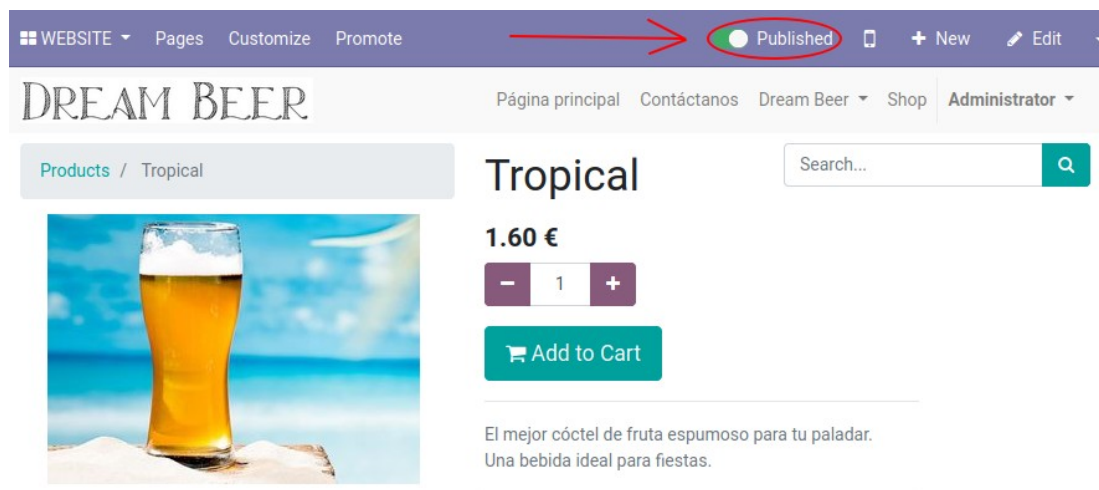 WEBSITE Pages Customize Promote Published New Edit
DREAM BEER
Página principal Contáctanos Dream Beer Shop Administrator
Products / Tropical
Tropical
Search...
1.60 €
1
Add to Cart
El mejor cóctel de fruta espumoso para tu paladar.
Una bebida ideal para fiestas.